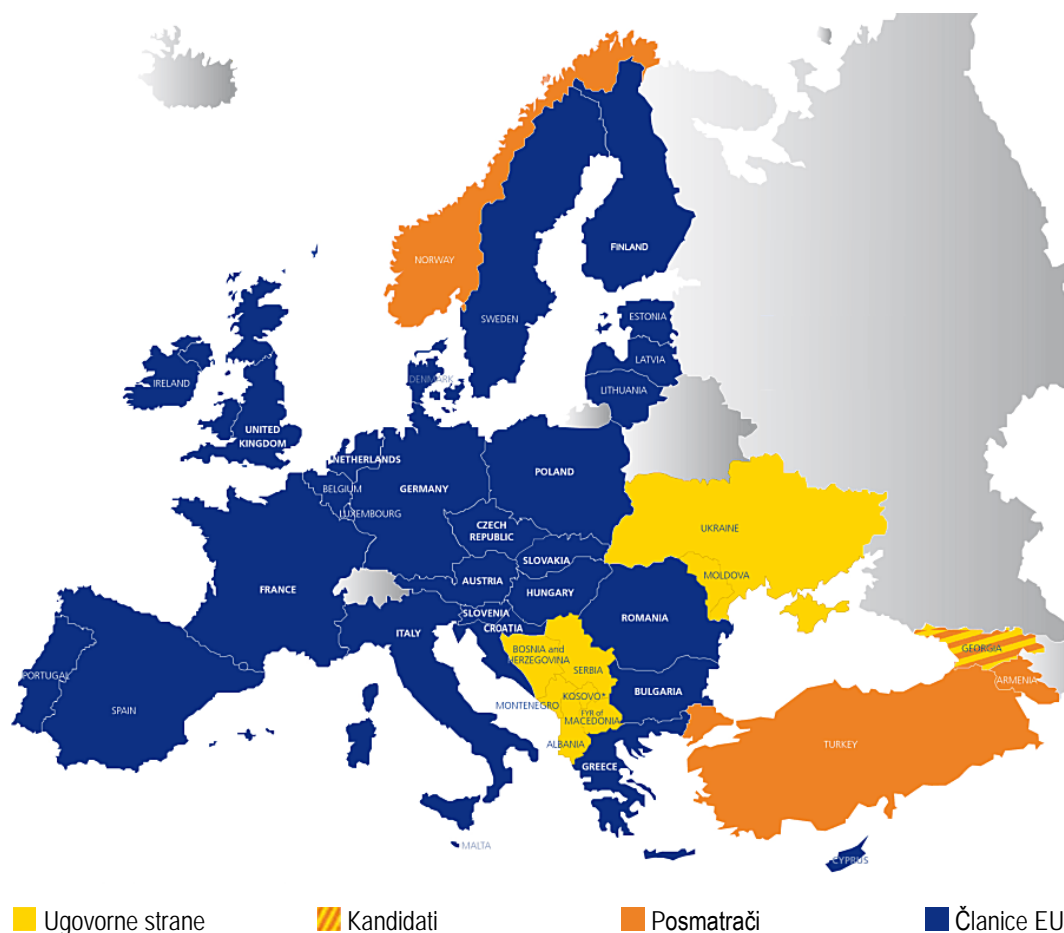 NORWAY
FINLAND
SWEDEN
ESTONIA
LATVIA
LITHUANIA
DENMARK
IRELAND
UNITED
KINGDOM
NETHERLANDS
BELGIUM
LUXEMBOURG
GERMANY
POLAND
CZECH
REPUBLIC
SLOVAKIA
UKRAINE
MOLDOVA
FRANCE
AUSTRIA
HUNGARY
SLOVENIA
CROATIA
ITALY
ROMANIA
BOSNIA and
HERZEGOVINA
SERBIA
KOSOVO*
MONTENEGRO
FYR of
MACEDONIA
ALBANIA
BULGARIA
GREECE
GEORGIA
ARMENIA
TURKEY
PORTUGAL
SPAIN
MALTA
CYPRUS
Ugovorne strane
Kandidati
Posmatrači
Članice EU